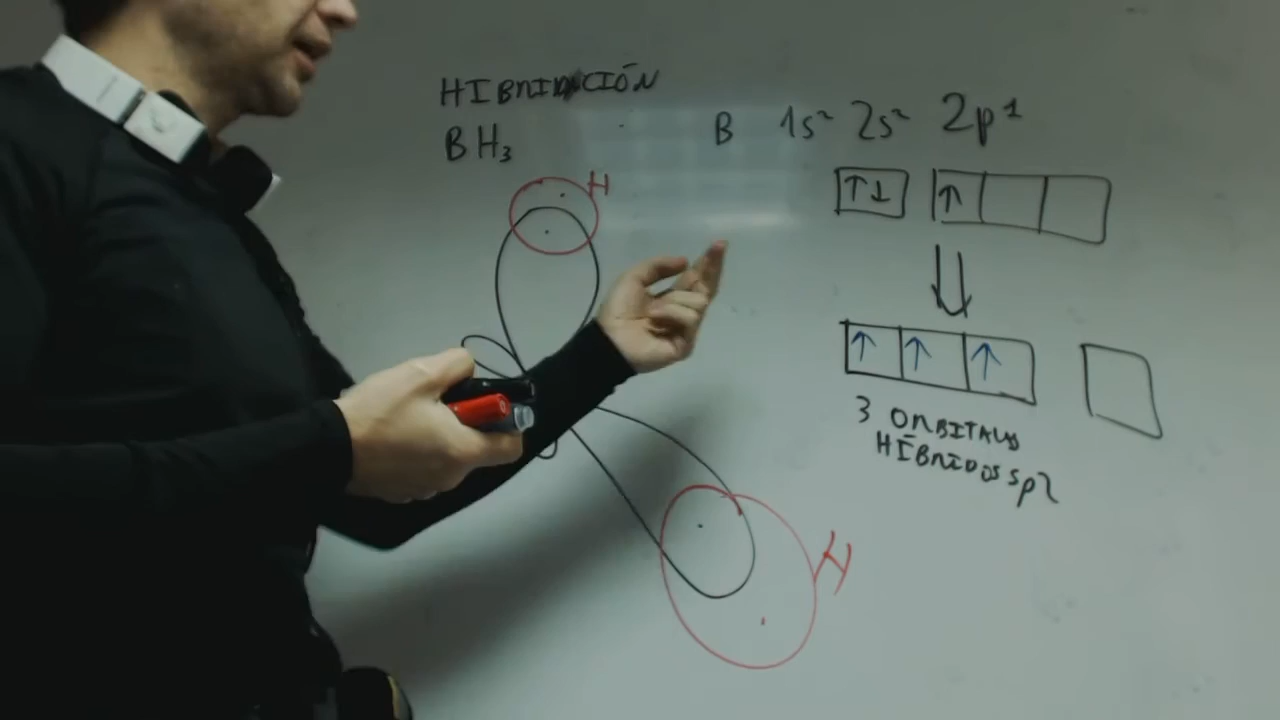 HIBRIDACIÓN
BH₃
B 1s² 2s² 2p¹
H
↑↓ ↑
↑ ↑ ↑
3 ORBITALES
HÍBRIDOS sp2
H